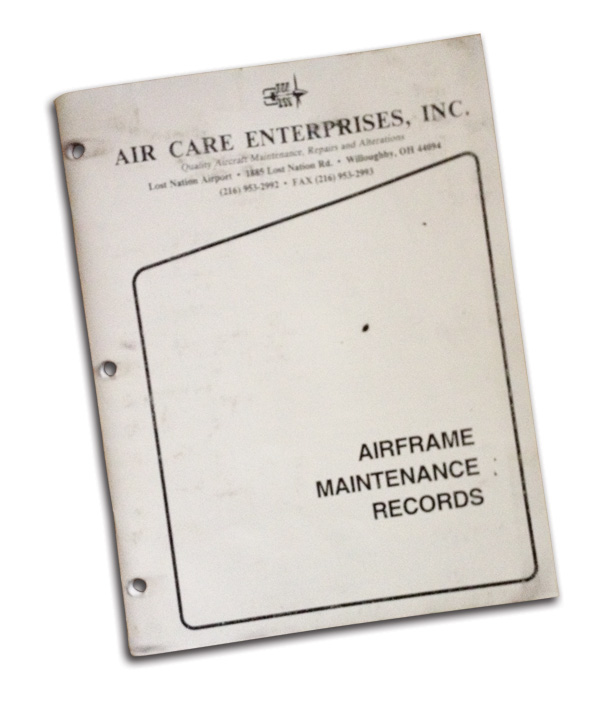 AIR CARE ENTERPRISES, INC.
Quality Aircraft Maintenance, Repairs and Alterations
Lost Nation Airport • 1885 Lost Nation Rd. • Willoughby, OH 44094
(216) 953-2992 • FAX (216) 953-2993
AIRFRAME
MAINTENANCE
RECORDS